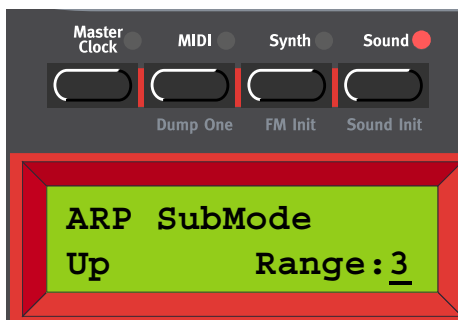 Master Clock MIDI Synth Sound
Dump One FM Init Sound Init
ARP SubMode
Up Range:3